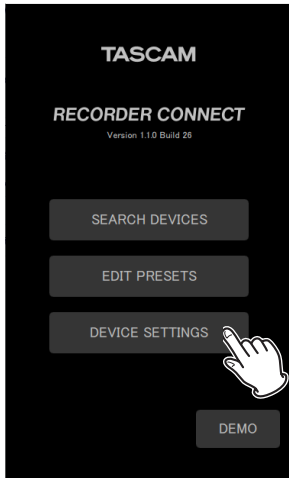 TASCAM
RECORDER CONNECT
Version 1.1.0 Build 26
SEARCH DEVICES
EDIT PRESETS
DEVICE SETTINGS
DEMO